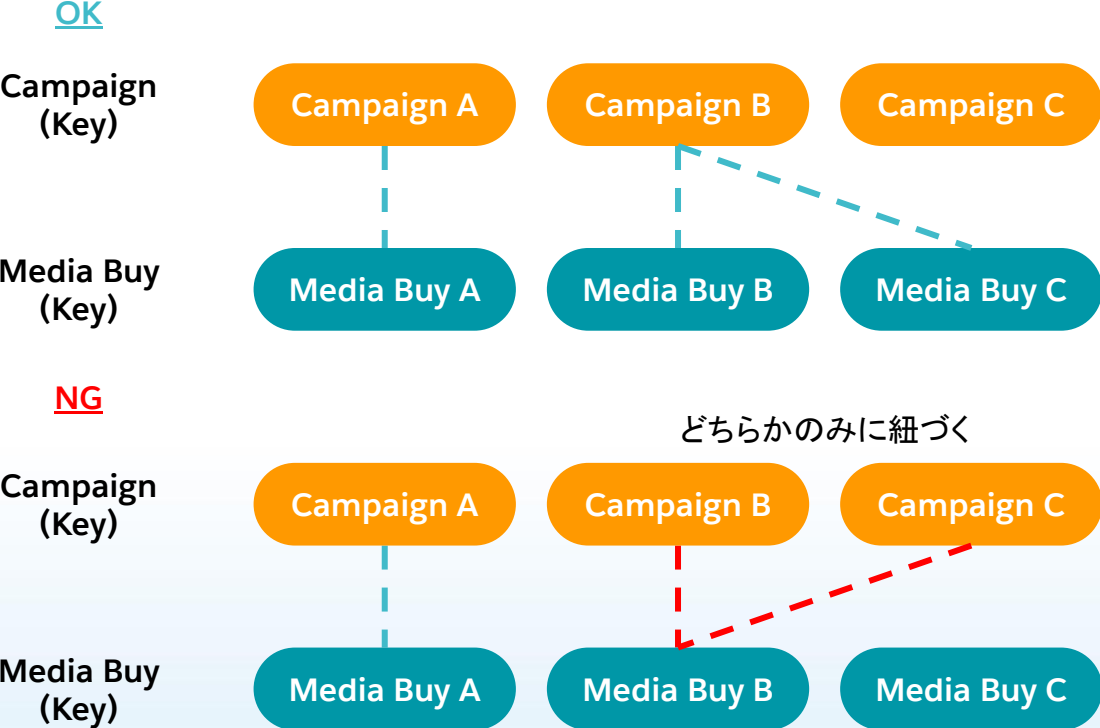 OK
Campaign
(Key)
Campaign A
Campaign B
Campaign C
Media Buy
(Key)
Media Buy A
Media Buy B
Media Buy C
NG
どちらかのみに紐づく
Campaign
(Key)
Campaign A
Campaign B
Campaign C
Media Buy
(Key)
Media Buy A
Media Buy B
Media Buy C